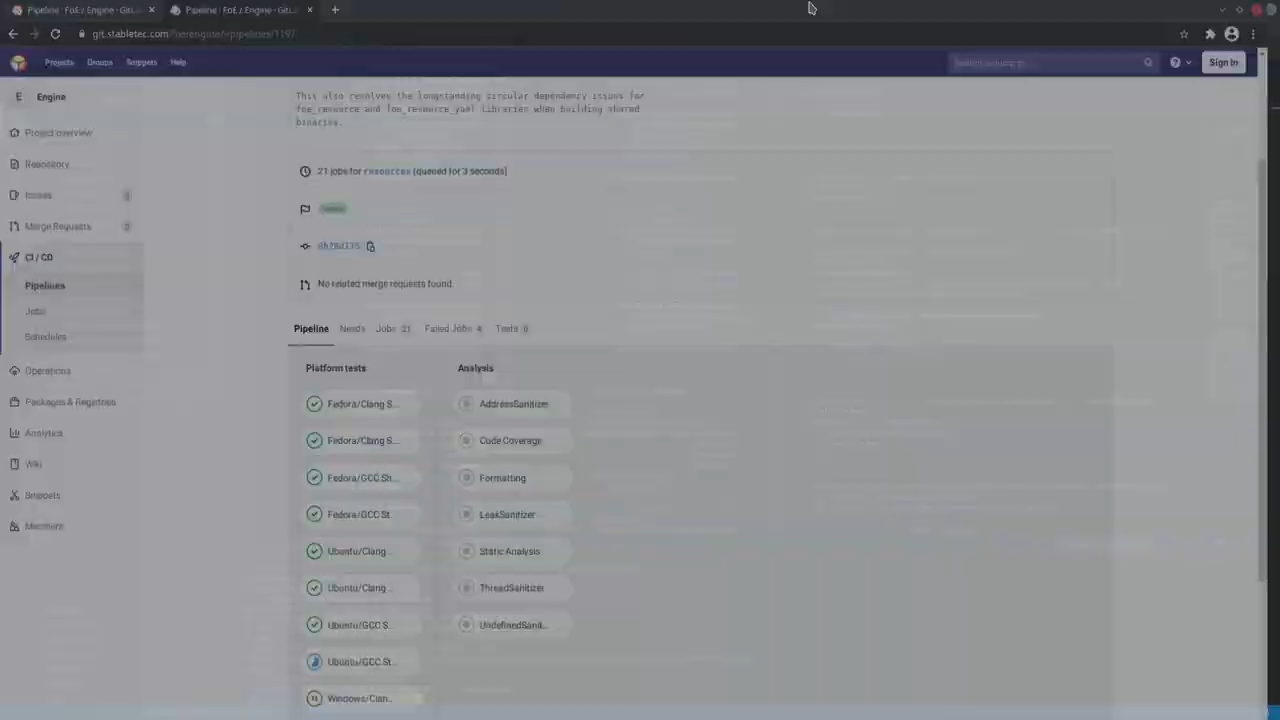 Pipeline · FoE / Engine · GitL
Pipeline · FoE / Engine · GitL
git.stabletec.com
pipelines/1197
Projects
Groups
Snippets
Help
Sign In
E
Engine
Project overview
Repository
Issues
Merge Requests
CI / CD
Pipelines
Jobs
Schedules
Operations
Packages & Registries
Analytics
Wiki
Snippets
Members
This also resolves the longstanding circular dependency issues for
foe_resource and foe_resource_yaml libraries when building shared
binaries.
21 jobs for resources (queued for 3 seconds)
No related merge requests found.
Pipeline
Needs
Jobs 21
Failed Jobs 4
Tests 0
Platform tests
Fedora/Clang S...
Fedora/Clang S...
Fedora/GCC Sh...
Fedora/GCC St...
Ubuntu/Clang ...
Ubuntu/Clang ...
Ubuntu/GCC S...
Ubuntu/GCC St...
Windows/Clan...
Analysis
AddressSanitizer
Code Coverage
Formatting
LeakSanitizer
Static Analysis
ThreadSanitizer
UndefinedSanit...